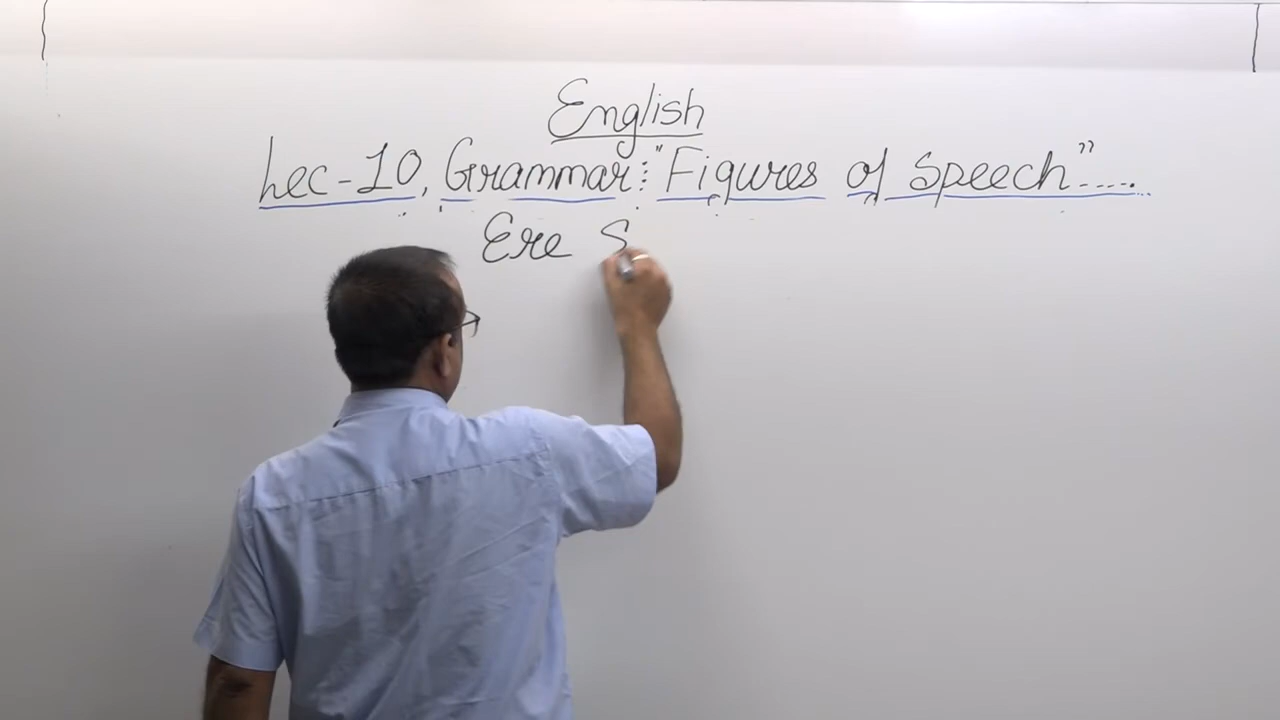 English
Lec-10, Grammar: "Figures of Speech".....
Ere S